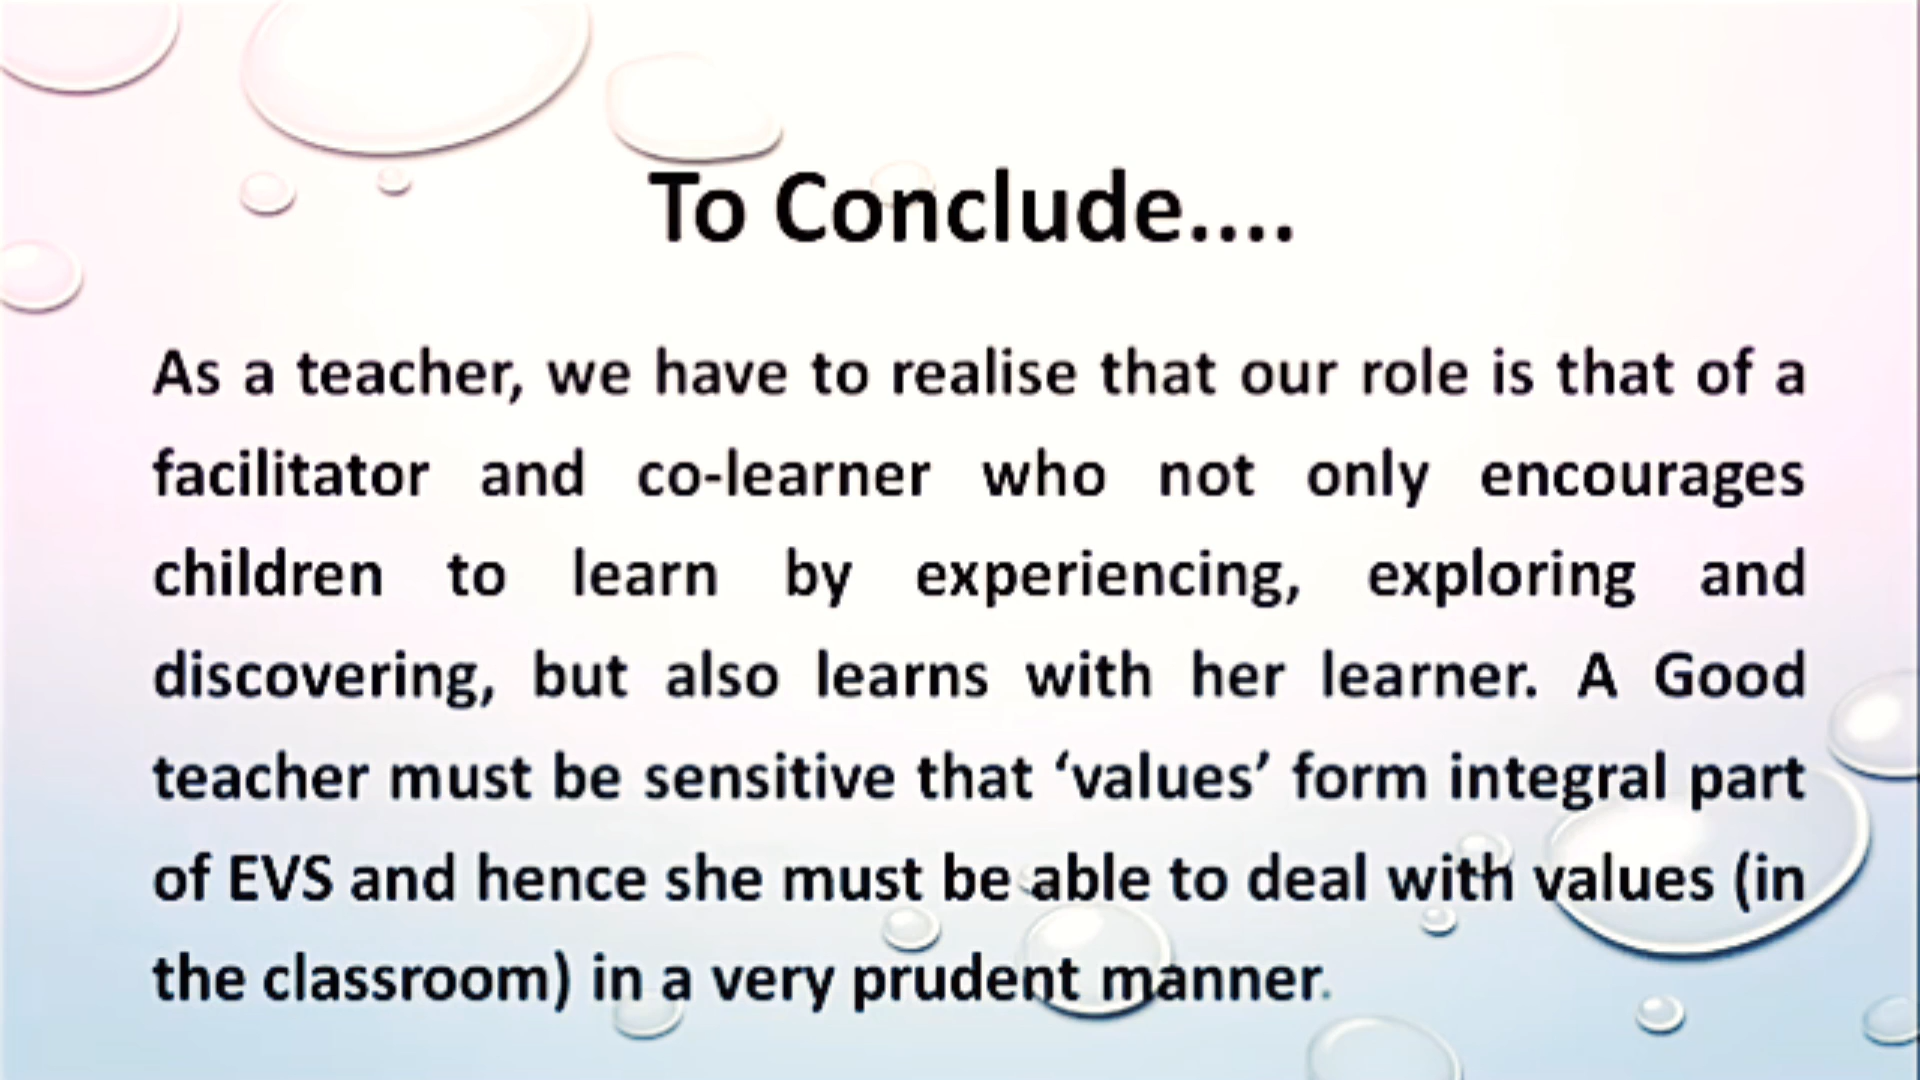 To Conclude....
As a teacher, we have to realise that our role is that of a
facilitator and co-learner who not only encourages
children to learn by experiencing, exploring and
discovering, but also learns with her learner. A Good
teacher must be sensitive that ‘values’ form integral part
of EVS and hence she must be able to deal with values (in
the classroom) in a very prudent manner.